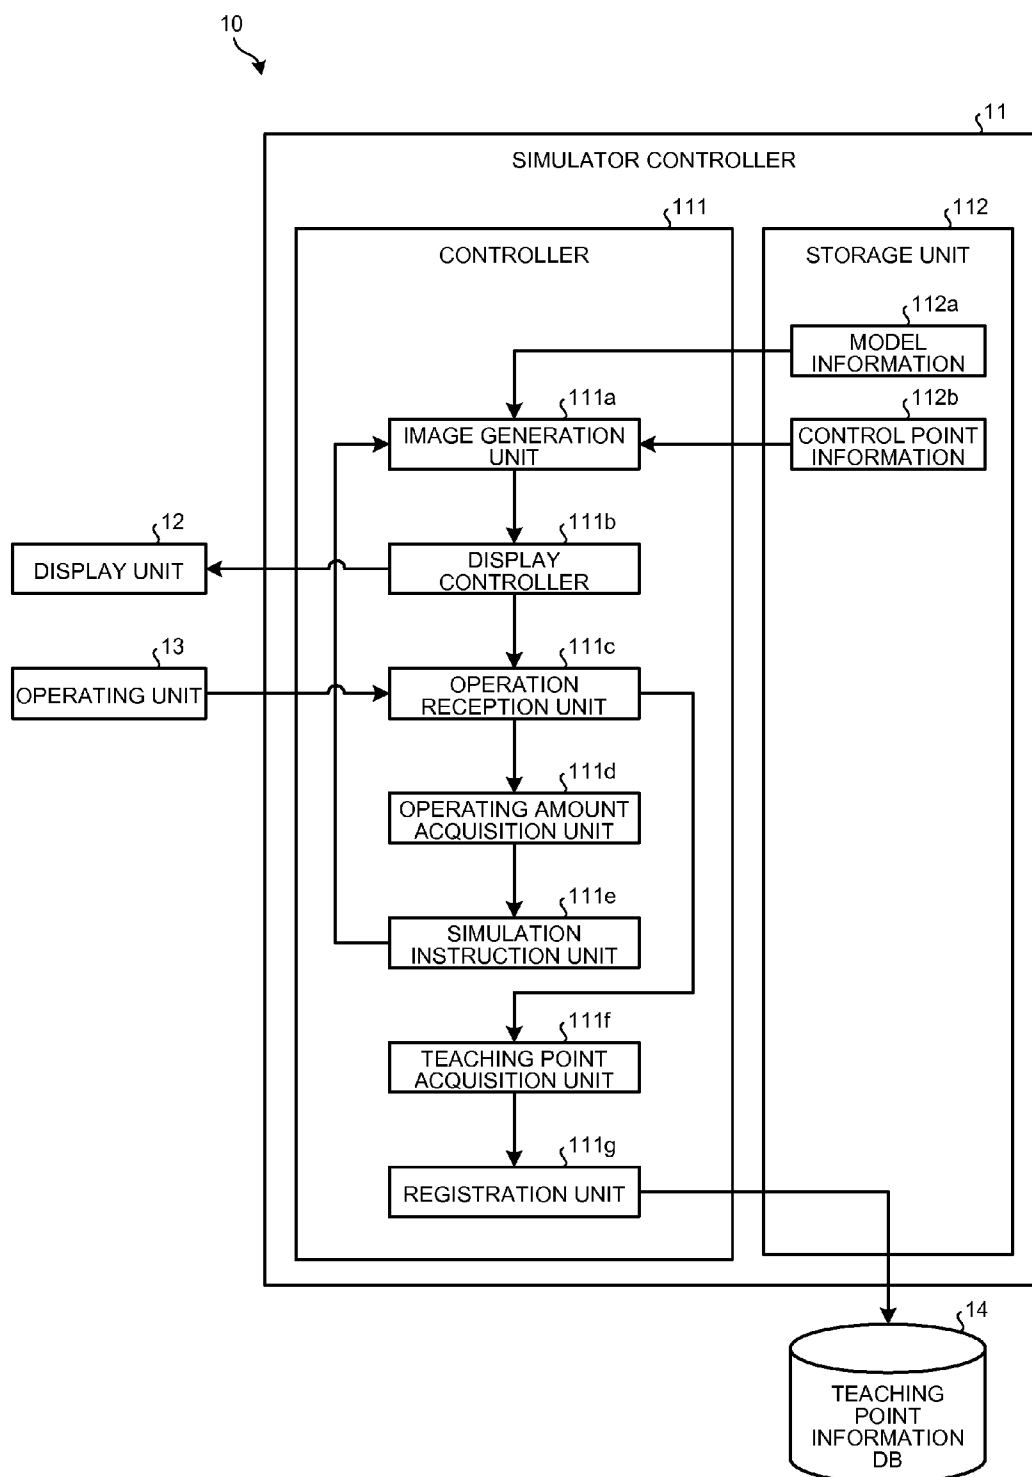 10
11
SIMULATOR CONTROLLER
111
112
CONTROLLER
STORAGE UNIT
112a
MODEL
INFORMATION
111a
112b
IMAGE GENERATION
UNIT
CONTROL POINT
INFORMATION
12
111b
DISPLAY UNIT
DISPLAY
CONTROLLER
13
111c
OPERATING UNIT
OPERATION
RECEPTION UNIT
111d
OPERATING AMOUNT
ACQUISITION UNIT
111e
SIMULATION
INSTRUCTION UNIT
111f
TEACHING POINT
ACQUISITION UNIT
111g
REGISTRATION UNIT
14
TEACHING
POINT
INFORMATION
DB